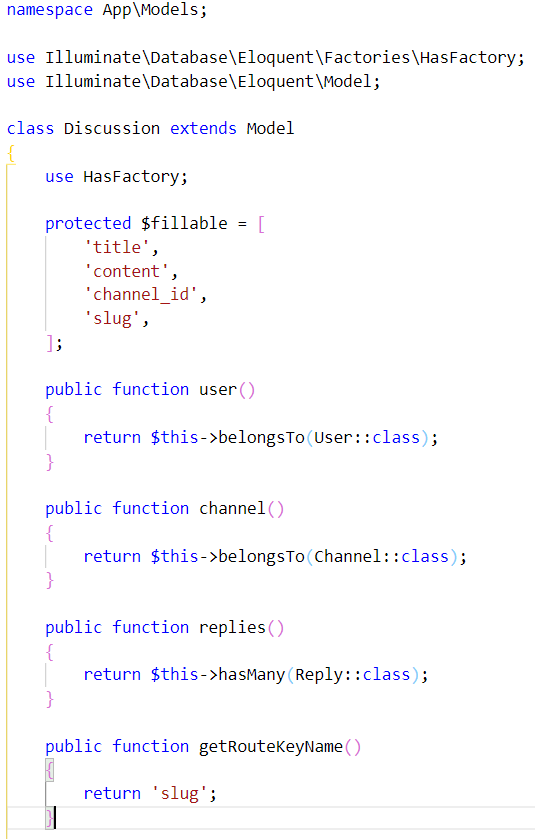 namespace App\Models;
use Illuminate\Database\Eloquent\Factories\HasFactory;
use Illuminate\Database\Eloquent\Model;
class Discussion extends Model
{
    use HasFactory;
    protected $fillable = [
        'title',
        'content',
        'channel_id',
        'slug',
    ];
    public function user()
    {
        return $this->belongsTo(User::class);
    }
    public function channel()
    {
        return $this->belongsTo(Channel::class);
    }
    public function replies()
    {
        return $this->hasMany(Reply::class);
    }
    public function getRouteKeyName()
    {
        return 'slug';
    }